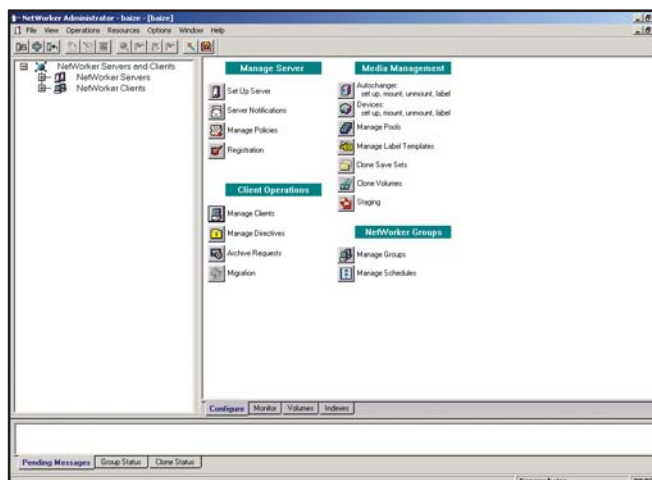 NetWorker Administrator - baize - [baize]
File View Operations Resources Options Window Help
NetWorker Servers and Clients
NetWorker Servers
NetWorker Clients
Manage Server
Set Up Server
Server Notifications
Manage Policies
Registration
Client Operations
Manage Clients
Manage Directives
Archive Requests
Migration
Media Management
Autochanger:
set up, mount, unmount, label
Devices:
set up, mount, unmount, label
Manage Pools
Manage Label Templates
Clone Save Sets
Clone Volumes
Staging
NetWorker Groups
Manage Groups
Manage Schedules
Configure Monitor Volumes Indexes
Pending Messages Group Status Clone Status